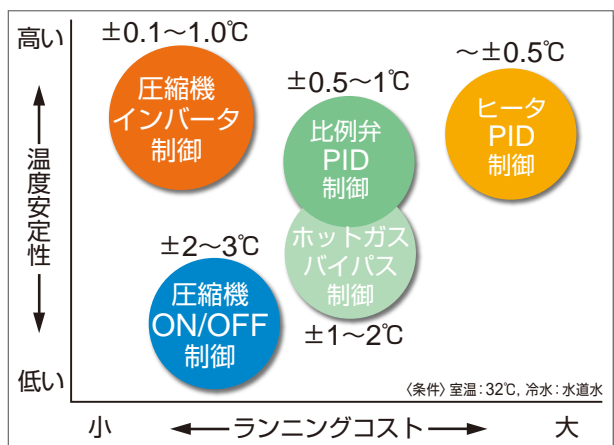 高い
温度安定性
低い
±0.1~1.0℃
圧縮機
インバータ
制御
±0.5~1℃
比例弁
PID
制御
~±0.5℃
ヒータ
PID
制御
±2~3℃
圧縮機
ON/OFF
制御
ホットガス
バイパス
制御
±1~2℃
〈条件〉室温:32℃, 冷水:水道水
小 ランニングコスト 大